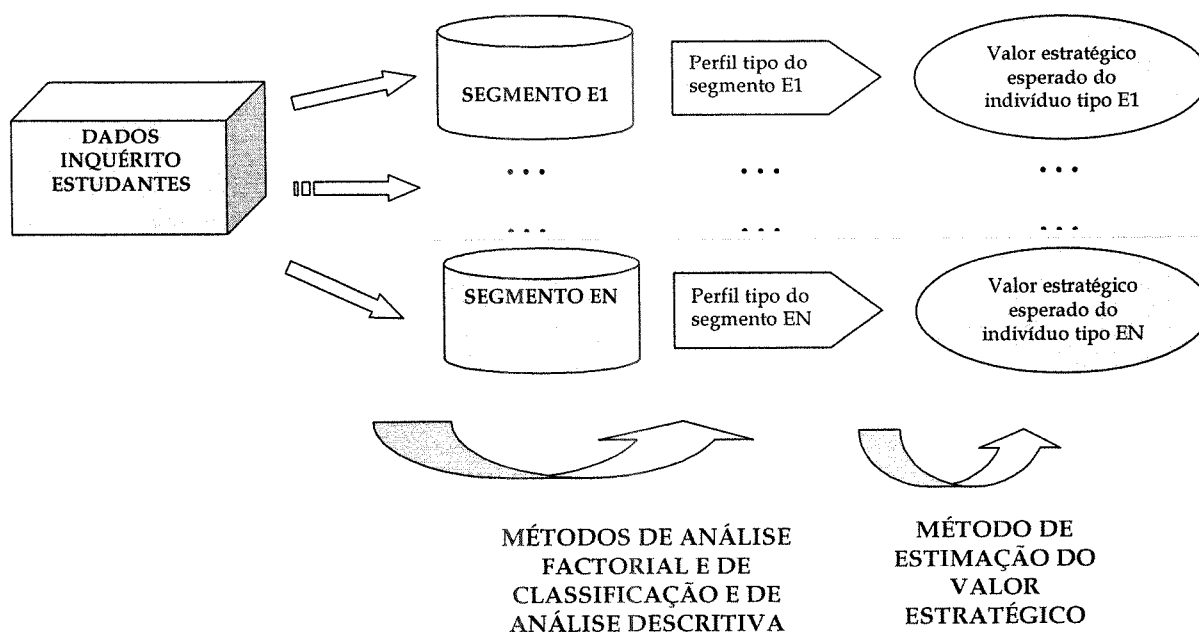 DADOS
INQUÉRITO
ESTUDANTES
SEGMENTO E1
Perfil tipo do
segmento E1
Valor estratégico
esperado do
indivíduo tipo E1
... ... ...
... ... ...
SEGMENTO EN
Perfil tipo do
segmento EN
Valor estratégico
esperado do
indivíduo tipo EN
MÉTODOS DE ANÁLISE
FACTORIAL E DE
CLASSIFICAÇÃO E DE
ANÁLISE DESCRITIVA
MÉTODO DE
ESTIMAÇÃO DO
VALOR
ESTRATÉGICO